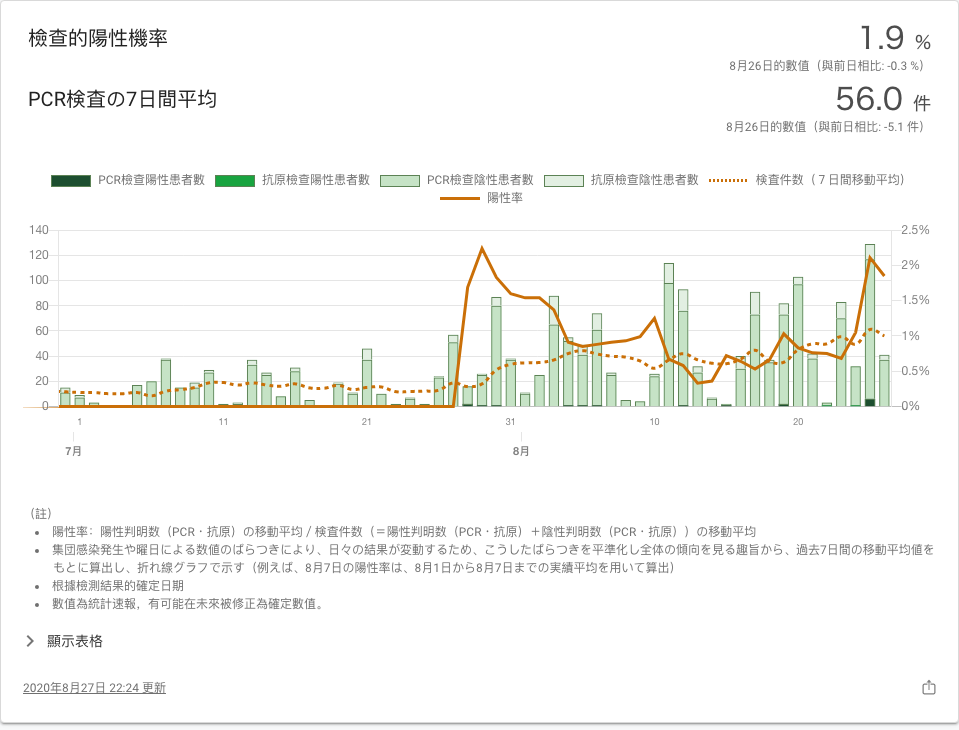 檢查的陽性機率
1.9 %
8月26日的數值（與前日相比: -0.3 %）
PCR検査の7日間平均
56.0 件
8月26日的數值（與前日相比: -5.1 件）
PCR檢查陽性患者數 抗原檢查陽性患者數 PCR檢查陰性患者數 抗原檢查陰性患者數 検査件数（７日間移動平均）
陽性率
140 2.5%
120 2%
100 1.5%
80
60 1%
40 0.5%
20
0 0%
1 11 21 31 10 20
7月 8月
（註）
• 陽性率：陽性判明数（PCR・抗原）の移動平均 / 検査件数（＝陽性判明数（PCR・抗原）＋陰性判明数（PCR・抗原））の移動平均
• 集団感染発生や曜日による数値のばらつきにより、日々の結果が変動するため、こうしたばらつきを平準化し全体の傾向を見る趣旨から、過去7日間の移動平均値を
もとに算出し、折れ線グラフで示す（例えば、8月7日の陽性率は、8月1日から8月7日までの実績平均を用いて算出）
• 根據檢測結果的確定日期
• 數值為統計速報，有可能在未來被修正為確定數值。
顯示表格
2020年8月27日 22:24 更新